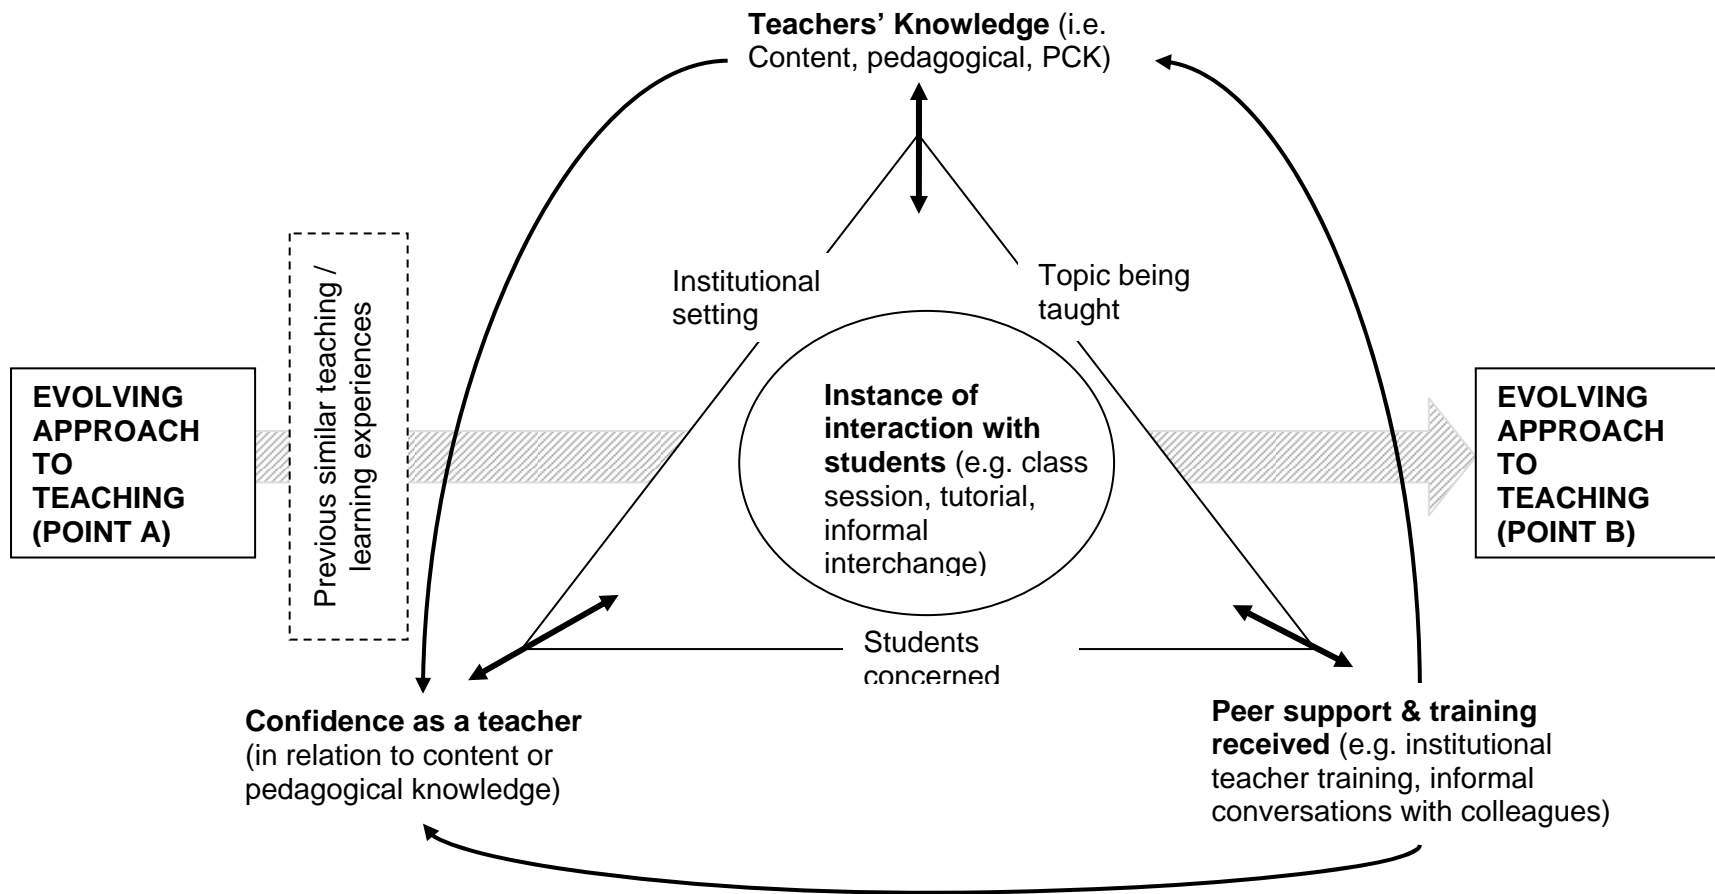 Teachers’ Knowledge (i.e.
Content, pedagogical, PCK)
Institutional
setting
Topic being
taught
Previous similar teaching /
learning experiences
EVOLVING
APPROACH
TO
TEACHING
(POINT A)
Instance of
interaction with
students (e.g. class
session, tutorial,
informal
interchange)
EVOLVING
APPROACH
TO
TEACHING
(POINT B)
Students
concerned
Confidence as a teacher
(in relation to content or
pedagogical knowledge)
Peer support & training
received (e.g. institutional
teacher training, informal
conversations with colleagues)